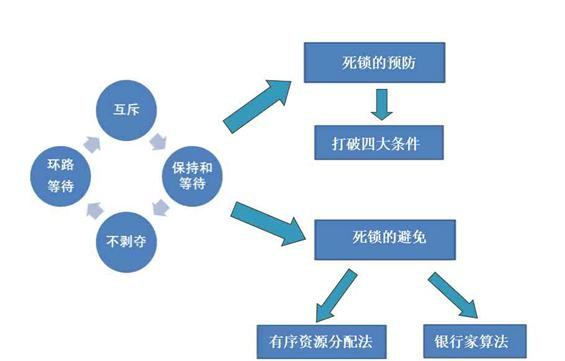 互斥
保持和
等待
不剥夺
环路
等待
死锁的预防
打破四大条件
死锁的避免
有序资源分配法
银行家算法